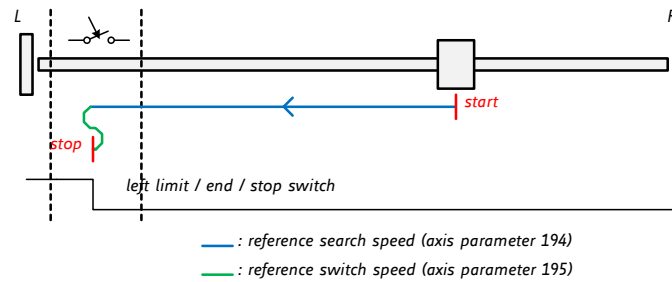 L
R
start
stop
left limit / end / stop switch
: reference search speed (axis parameter 194)
: reference switch speed (axis parameter 195)